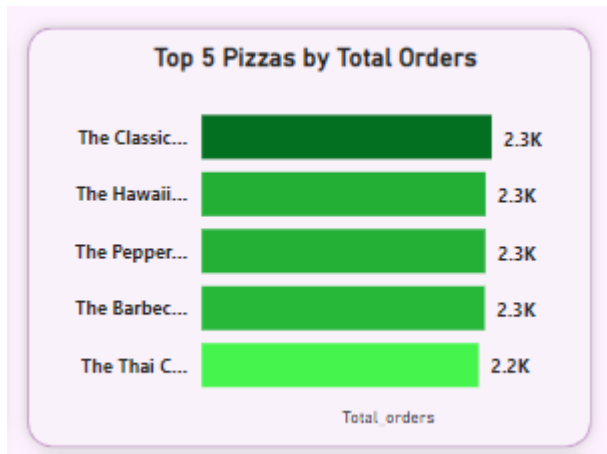 Top 5 Pizzas by Total Orders
The Classic... 2.3K
The Hawaii... 2.3K
The Pepper... 2.3K
The Barbec... 2.3K
The Thai C... 2.2K
Total_orders